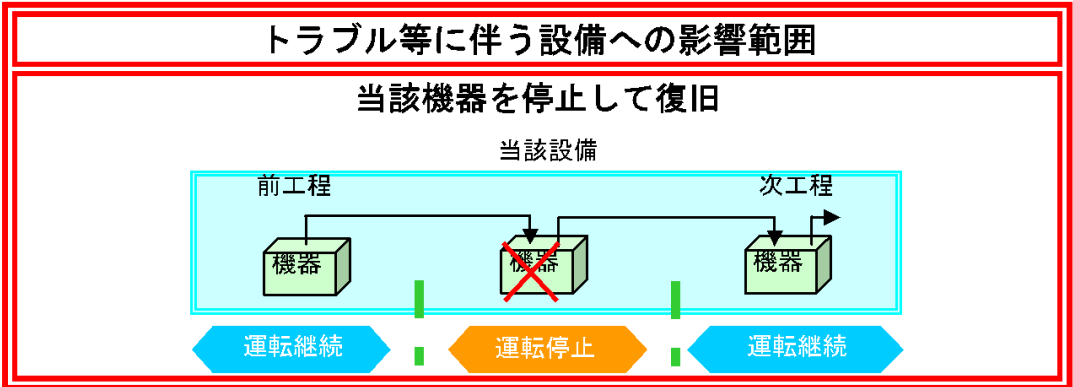 トラブル等に伴う設備への影響範囲
当該機器を停止して復旧
当該設備
前工程
次工程
機器
機器
機器
運転継続
運転停止
運転継続